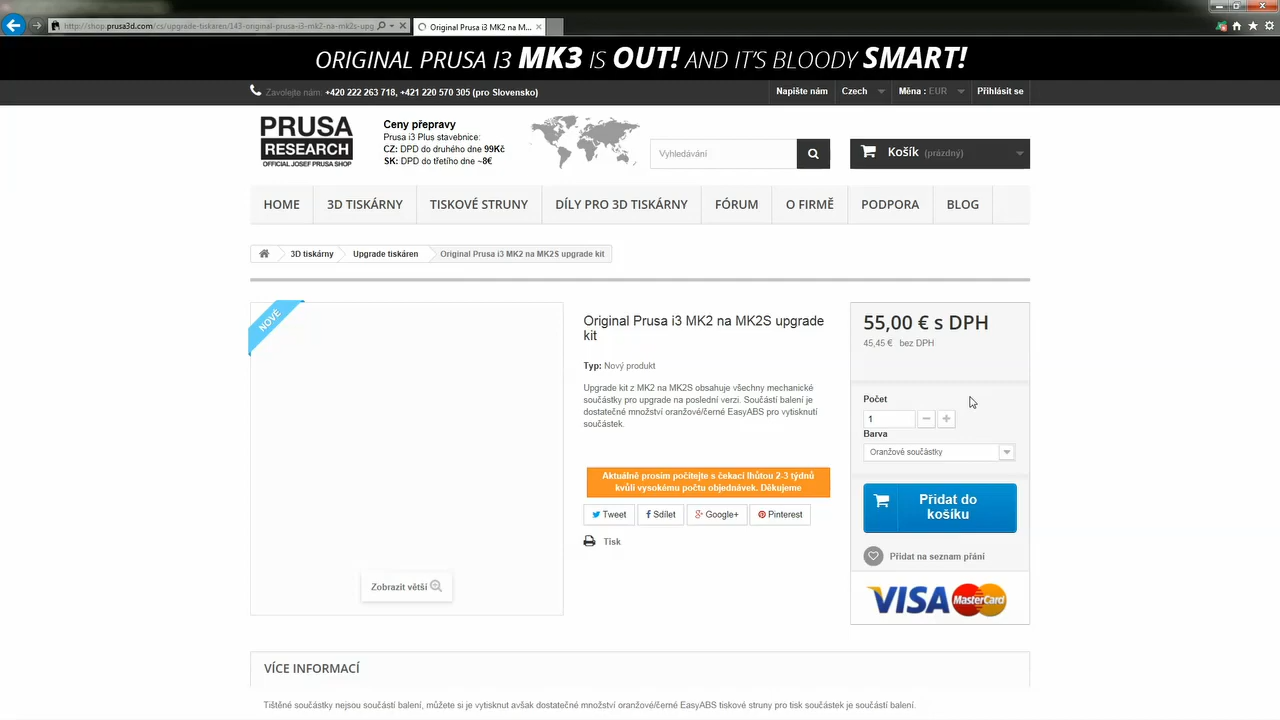 http://shop.prusa3d.com/cs/upgrade-tiskáren/143-original-prusa-i3-mk2-na-mk2s-upg
Original Prusa i3 MK2 na M...
ORIGINAL PRUSA I3 MK3 IS OUT! AND IT'S BLOODY SMART!
Zavolejte nám: +420 222 263 718, +421 220 570 305 (pro Slovensko)
Napište nám
Czech
Měna : EUR
Přihlásit se
PRUSA
RESEARCH
OFFICIAL JOSEF PRUSA SHOP
Ceny přepravy
Prusa i3 Plus stavebnice:
CZ: DPD do druhého dne 99Kč
SK: DPD do třetího dne ~8€
Vyhledávání
Košík (prázdný)
HOME
3D TISKÁRNY
TISKOVÉ STRUNY
DÍLY PRO 3D TISKÁRNY
FÓRUM
O FIRMĚ
PODPORA
BLOG
3D tiskárny
Upgrade tiskáren
Original Prusa i3 MK2 na MK2S upgrade kit
NOVÉ
Zobrazit větší
Original Prusa i3 MK2 na MK2S upgrade
kit
Typ: Nový produkt
Upgrade kit z MK2 na MK2S obsahuje všechny mechanické
součástky pro upgrade na poslední verzi. Součástí balení je
dostatečné množství oranžové/černé EasyABS pro vytisknutí
součástek.
Aktuálně prosím počítejte s čekací lhůtou 2-3 týdnů
kvůli vysokému počtu objednávek. Děkujeme
Tweet
Sdílet
Google+
Pinterest
Tisk
55,00 € s DPH
45,45 € bez DPH
Počet
1
Barva
Oranžové součástky
Přidat do
košíku
Přidat na seznam přání
VISA MasterCard
VÍCE INFORMACÍ
Tištěné součástky nejsou součástí balení, můžete si je vytisknout avšak dostatečné množství oranžové/černé EasyABS tiskové struny pro tisk součástek je součástí balení.